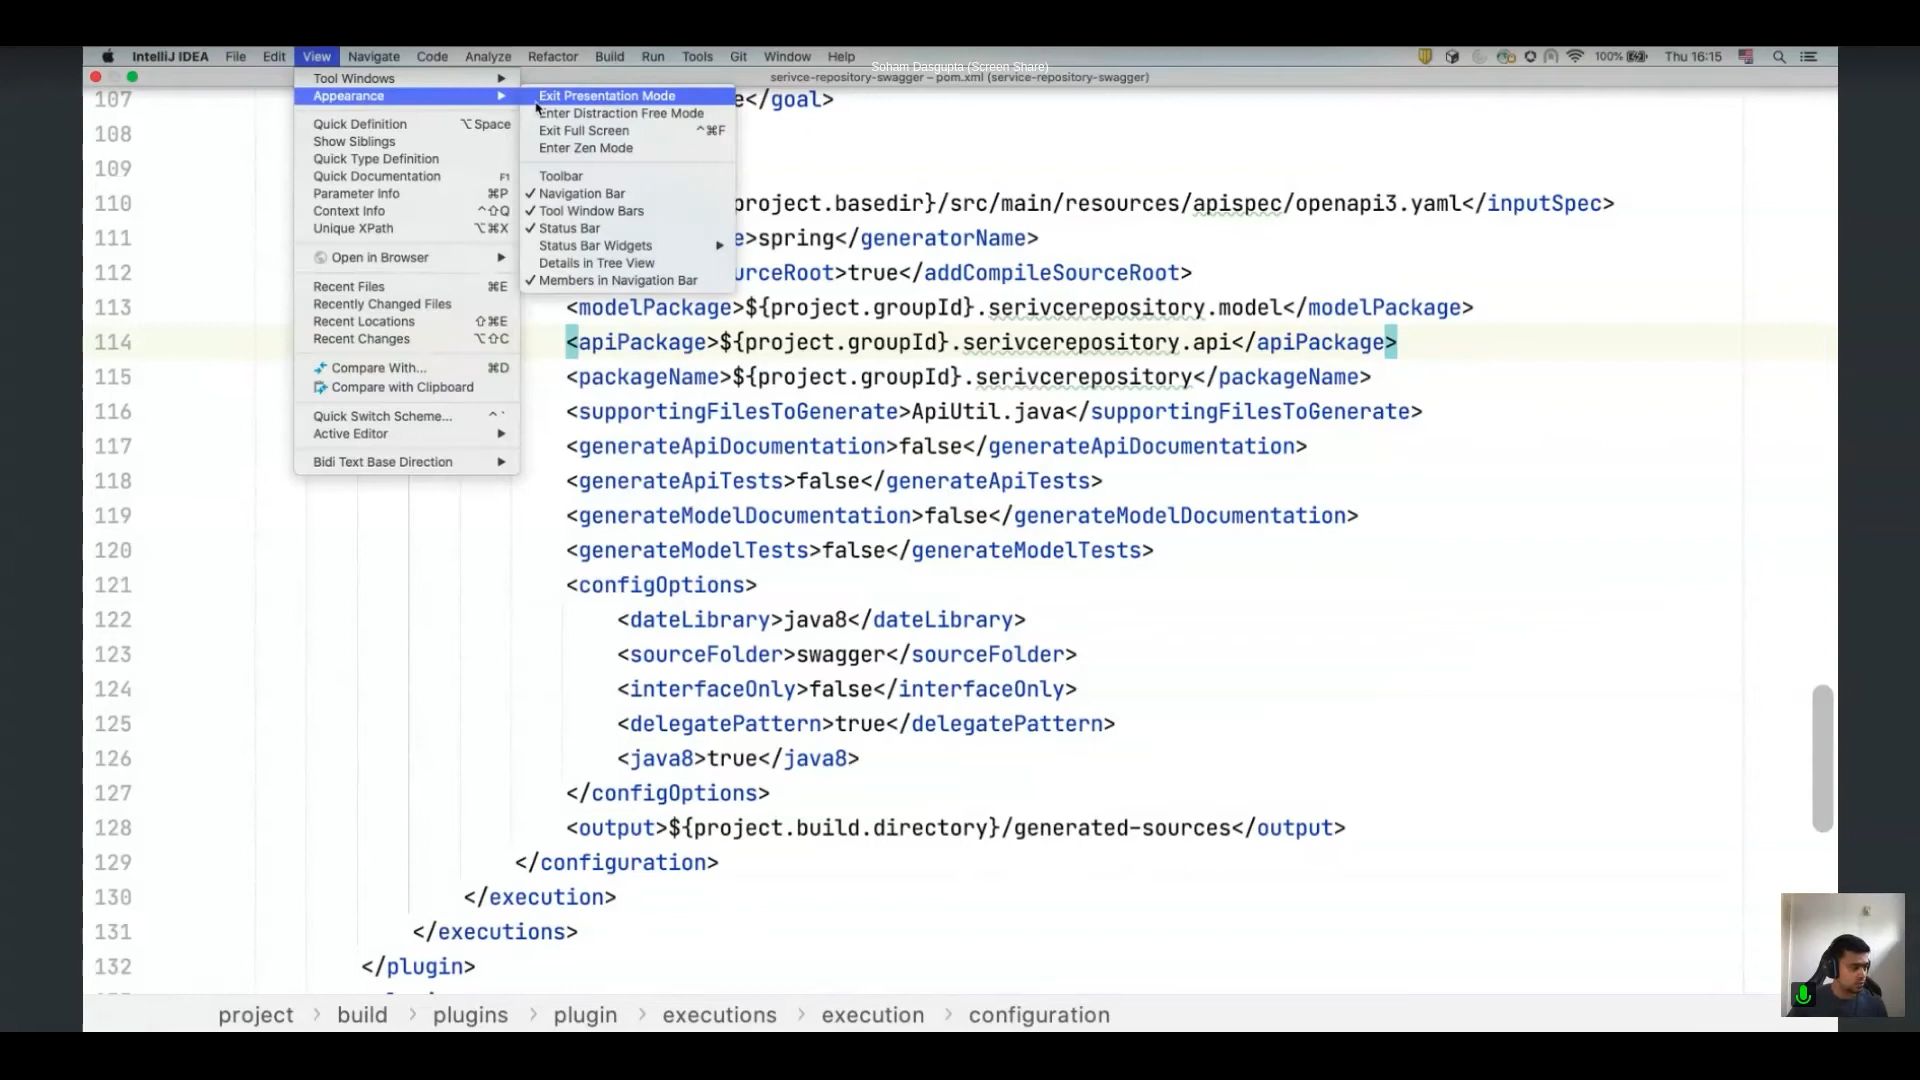 IntelliJ IDEA File Edit View Navigate Code Analyze Refactor Build Run Tools Git Window Help 100% Thu 16:15
Soham Dasgupta (Screen Share)
serivce-repository-swagger – pom.xml (service-repository-swagger)
Tool Windows
Appearance
Quick Definition ⌥Space
Show Siblings
Quick Type Definition
Quick Documentation F1
Parameter Info ⌘P
Context Info ^⇧Q
Unique XPath ⌥⌘X
Open in Browser
Recent Files ⌘E
Recently Changed Files
Recent Locations ⇧⌘E
Recent Changes ⌥⇧C
Compare With... ⌘D
Compare with Clipboard
Quick Switch Scheme... ^`
Active Editor
Bidi Text Base Direction
Exit Presentation Mode
Enter Distraction Free Mode
Exit Full Screen ^⌘F
Enter Zen Mode
Toolbar
✓ Navigation Bar
✓ Tool Window Bars
✓ Status Bar
Status Bar Widgets
Details in Tree View
✓ Members in Navigation Bar
107 e</goal>
108
109
110 project.basedir}/src/main/resources/apispec/openapi3.yaml</inputSpec>
111 e>spring</generatorName>
112 urceRoot>true</addCompileSourceRoot>
113 <modelPackage>${project.groupId}.serivcerepository.model</modelPackage>
114 <apiPackage>${project.groupId}.serivcerepository.api</apiPackage>
115 <packageName>${project.groupId}.serivcerepository</packageName>
116 <supportingFilesToGenerate>ApiUtil.java</supportingFilesToGenerate>
117 <generateApiDocumentation>false</generateApiDocumentation>
118 <generateApiTests>false</generateApiTests>
119 <generateModelDocumentation>false</generateModelDocumentation>
120 <generateModelTests>false</generateModelTests>
121 <configOptions>
122 <dateLibrary>java8</dateLibrary>
123 <sourceFolder>swagger</sourceFolder>
124 <interfaceOnly>false</interfaceOnly>
125 <delegatePattern>true</delegatePattern>
126 <java8>true</java8>
127 </configOptions>
128 <output>${project.build.directory}/generated-sources</output>
129 </configuration>
130 </execution>
131 </executions>
132 </plugin>
project › build › plugins › plugin › executions › execution › configuration